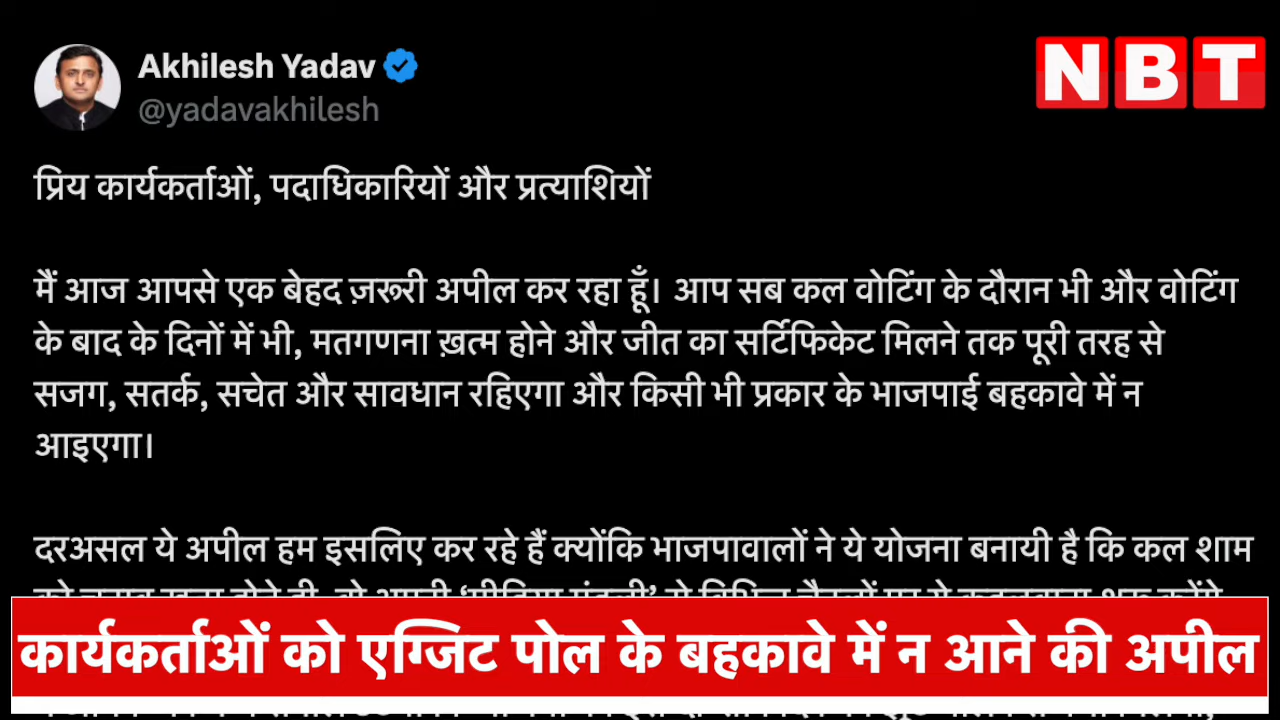 Akhilesh Yadav
@yadavakhilesh
NBT
प्रिय कार्यकर्ताओं, पदाधिकारियों और प्रत्याशियों
मैं आज आपसे एक बेहद ज़रूरी अपील कर रहा हूँ। आप सब कल वोटिंग के दौरान भी और वोटिंग
के बाद के दिनों में भी, मतगणना ख़त्म होने और जीत का सर्टिफिकेट मिलने तक पूरी तरह से
सजग, सतर्क, सचेत और सावधान रहिएगा और किसी भी प्रकार के भाजपाई बहकावे में न
आइएगा।
दरअसल ये अपील हम इसलिए कर रहे हैं क्योंकि भाजपावालों ने ये योजना बनायी है कि कल शाम
कार्यकर्ताओं को एग्जिट पोल के बहकावे में न आने की अपील